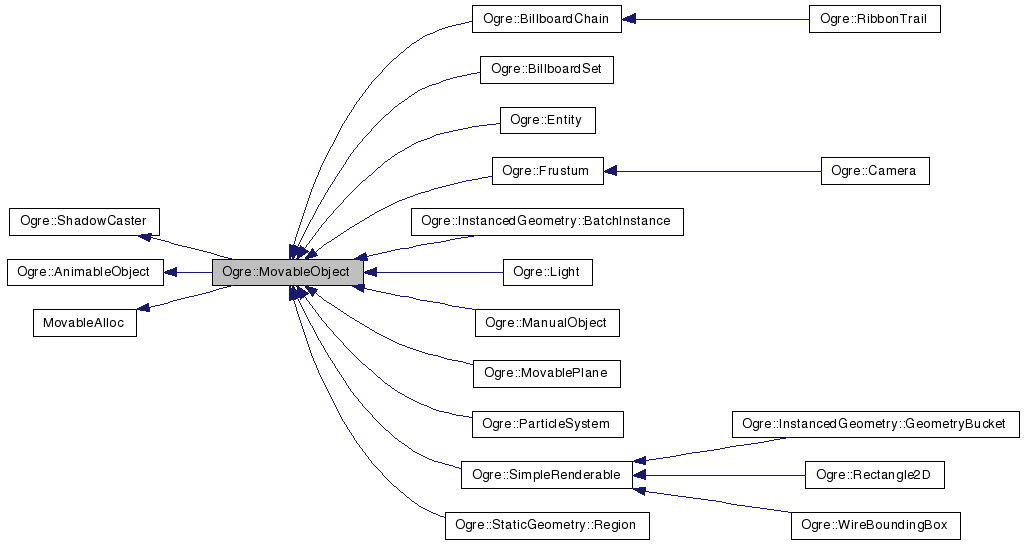 Ogre::BillboardChain
Ogre::RibbonTrail
Ogre::BillboardSet
Ogre::Entity
Ogre::Frustum
Ogre::Camera
Ogre::ShadowCaster
Ogre::InstancedGeometry::BatchInstance
Ogre::AnimableObject
Ogre::MovableObject
Ogre::Light
MovableAlloc
Ogre::ManualObject
Ogre::MovablePlane
Ogre::ParticleSystem
Ogre::InstancedGeometry::GeometryBucket
Ogre::SimpleRenderable
Ogre::Rectangle2D
Ogre::StaticGeometry::Region
Ogre::WireBoundingBox